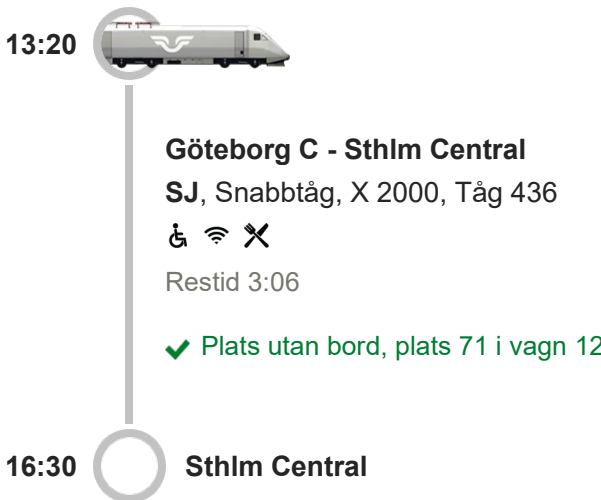 13:20
Göteborg C - Sthlm Central
SJ, Snabbtåg, X 2000, Tåg 436
Restid 3:06
Plats utan bord, plats 71 i vagn 12
16:30 Sthlm Central